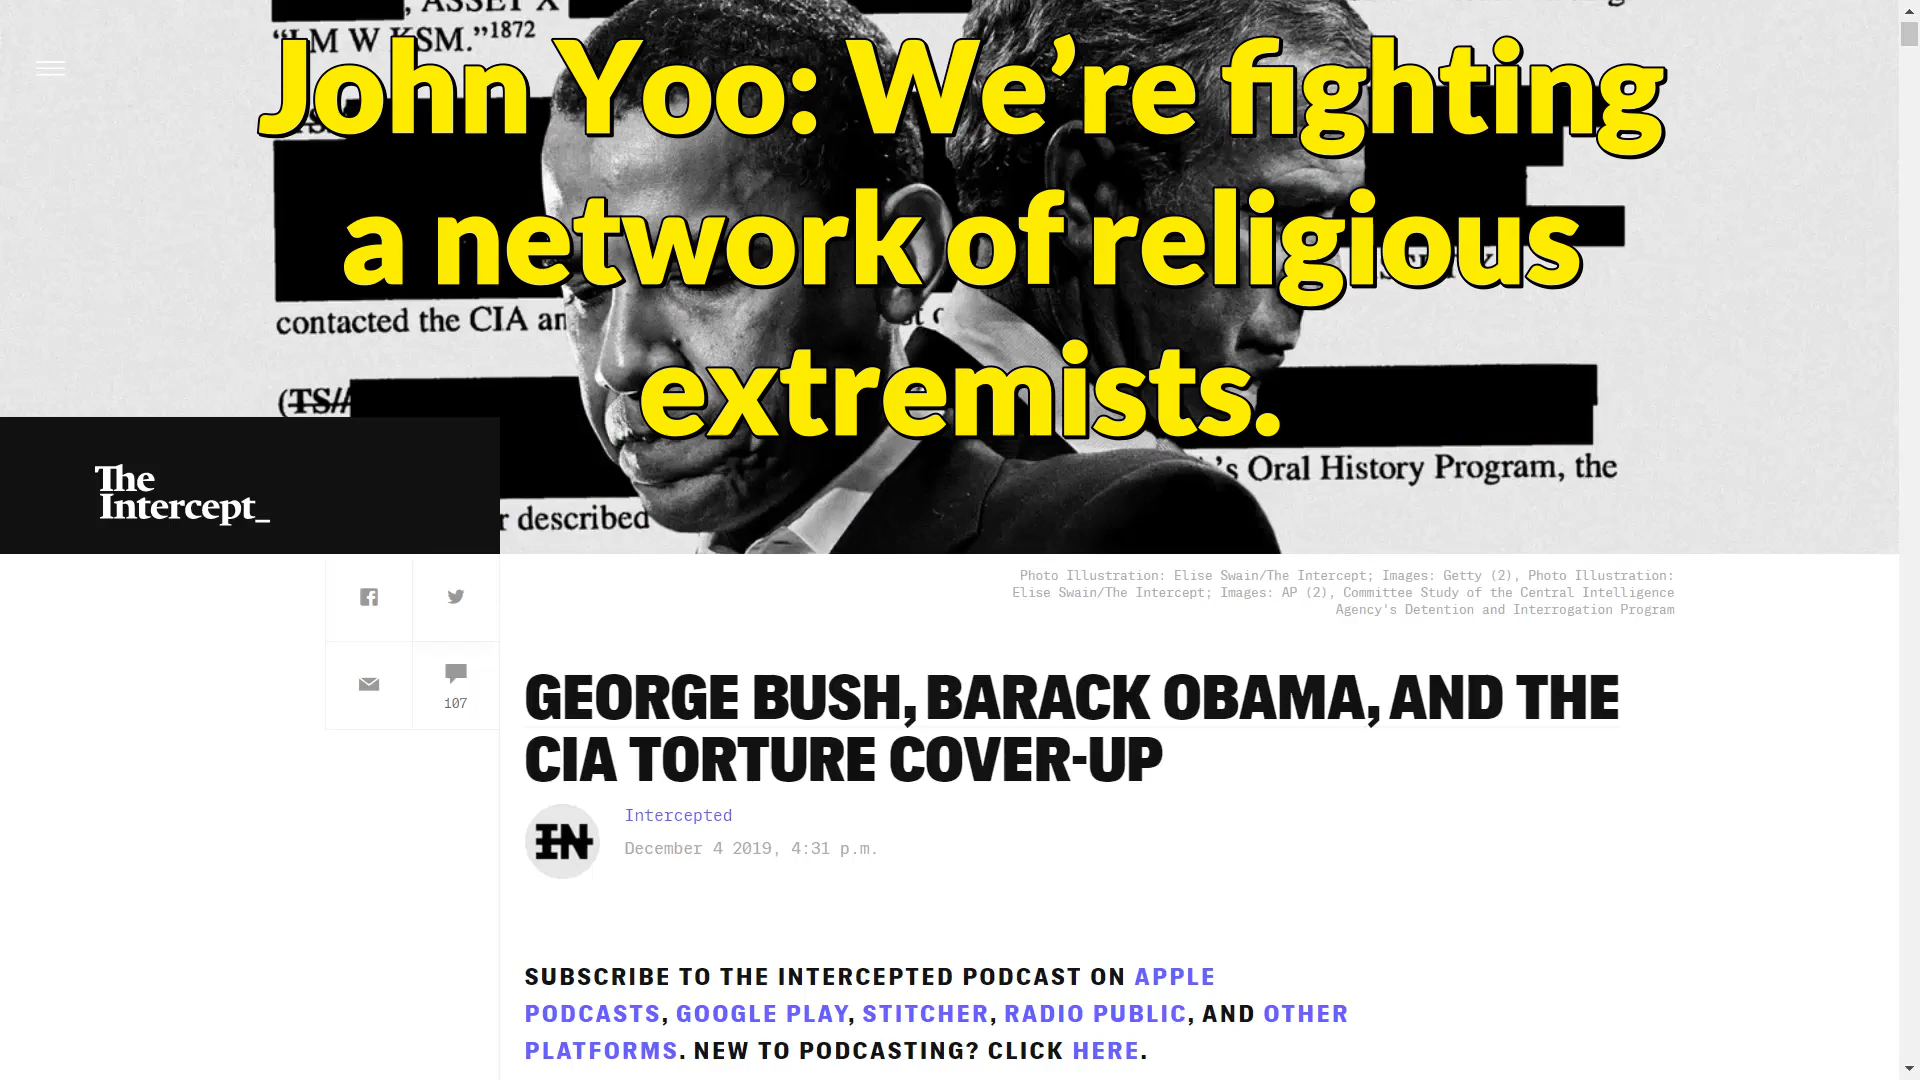 , ASSET X
"I M W KSM."1872
John Yoo: We're fighting
a network of religious
extremists.
contacted the CIA an
(TS//
's Oral History Program, the
r described
The
Intercept_
Photo Illustration: Elise Swain/The Intercept; Images: Getty (2), Photo Illustration:
Elise Swain/The Intercept; Images: AP (2), Committee Study of the Central Intelligence
Agency's Detention and Interrogation Program
107
GEORGE BUSH, BARACK OBAMA, AND THE
CIA TORTURE COVER-UP
IN
Intercepted
December 4 2019, 4:31 p.m.
SUBSCRIBE TO THE INTERCEPTED PODCAST ON APPLE
PODCASTS, GOOGLE PLAY, STITCHER, RADIO PUBLIC, AND OTHER
PLATFORMS. NEW TO PODCASTING? CLICK HERE.